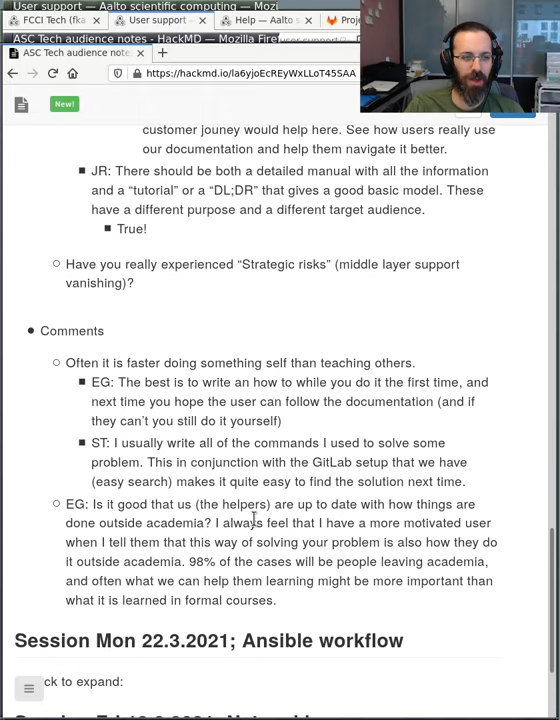 User support — Aalto scientific computing — Mozi
FCCI Tech (fka
User support –
Help — Aalto s
Proje
ASC Tech audience notes - HackMD — Mozilla Firef
ASC Tech audience note
https://hackmd.io/la6yjoEcREyWxLLoT45SAA
New!
customer jouney would help here. See how users really use
our documentation and help them navigate it better.
JR: There should be both a detailed manual with all the information
and a “tutorial” or a “DL;DR” that gives a good basic model. These
have a different purpose and a different target audience.
True!
Have you really experienced “Strategic risks” (middle layer support
vanishing)?
Comments
Often it is faster doing something self than teaching others.
EG: The best is to write an how to while you do it the first time, and
next time you hope the user can follow the documentation (and if
they can’t you still do it yourself)
ST: I usually write all of the commands I used to solve some
problem. This in conjunction with the GitLab setup that we have
(easy search) makes it quite easy to find the solution next time.
EG: Is it good that us (the helpers) are up to date with how things are
done outside academia? I always feel that I have a more motivated user
when I tell them that this way of solving your problem is also how they do
it outside academia. 98% of the cases will be people leaving academia,
and often what we can help them learning might be more important than
what it is learned in formal courses.
Session Mon 22.3.2021; Ansible workflow
ck to expand: